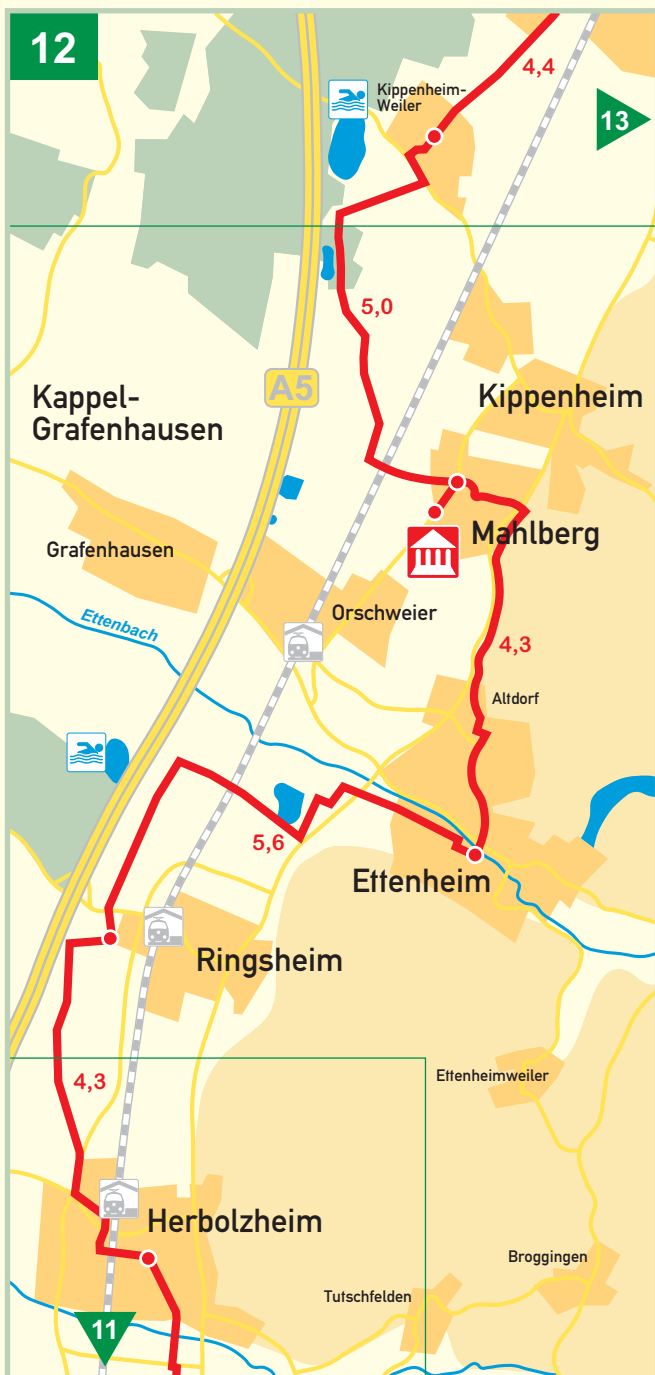 12
4,4
Kippenheim-
Weiler
13
5,0
A5
Kappel-
Grafenhausen
Kippenheim
Mahlberg
Grafenhausen
Orschweier
Ettenbach
4,3
Altdorf
5,6
Ettenheim
Ringsheim
4,3
Ettenheimweiler
Herbolzheim
Broggingen
Tutschfelden
11